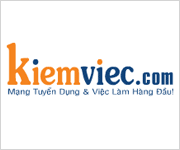 kiemviec.com
Mạng Tuyển Dụng & Việc Làm Hàng Đầu!